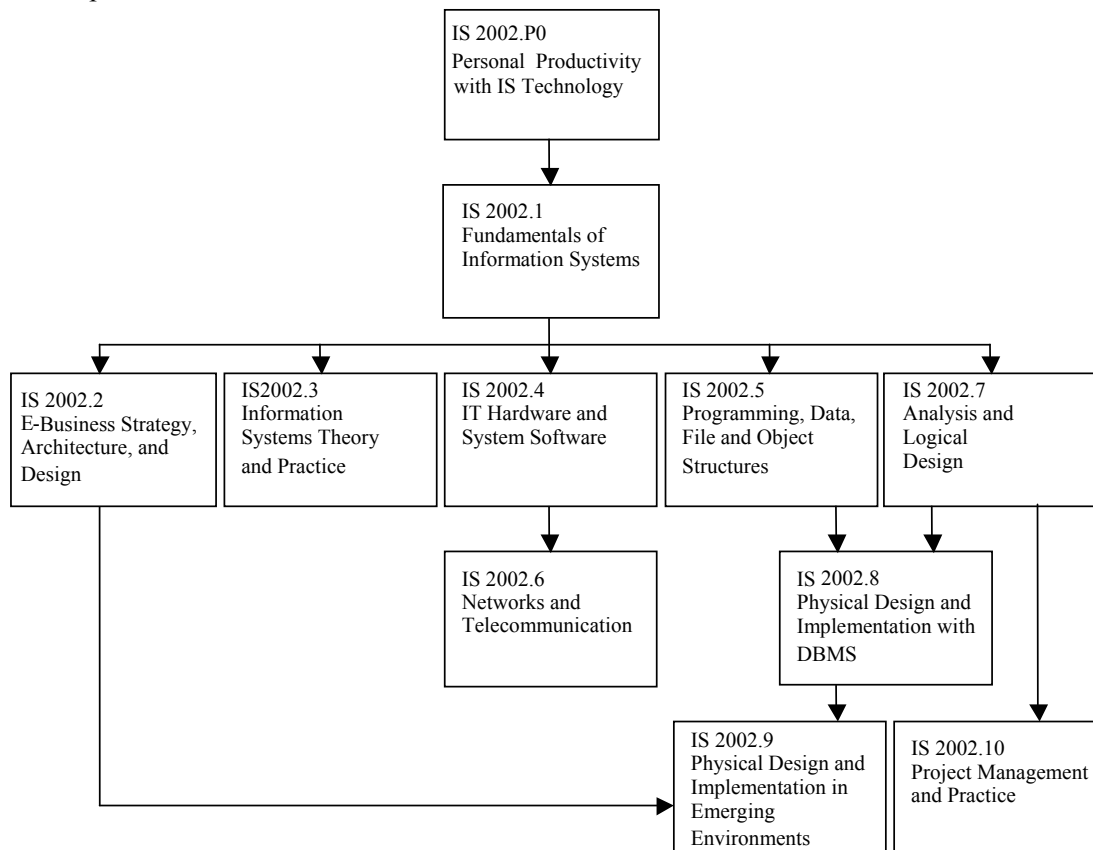 IS 2002.P0
Personal Productivity
with IS Technology
IS 2002.1
Fundamentals of
Information Systems
IS 2002.2
E-Business Strategy,
Architecture, and
Design
IS2002.3
Information
Systems Theory
and Practice
IS 2002.4
IT Hardware and
System Software
IS 2002.5
Programming, Data,
File and Object
Structures
IS 2002.7
Analysis and
Logical
Design
IS 2002.6
Networks and
Telecommunication
IS 2002.8
Physical Design and
Implementation with
DBMS
IS 2002.9
Physical Design and
Implementation in
Emerging
Environments
IS 2002.10
Project Management
and Practice